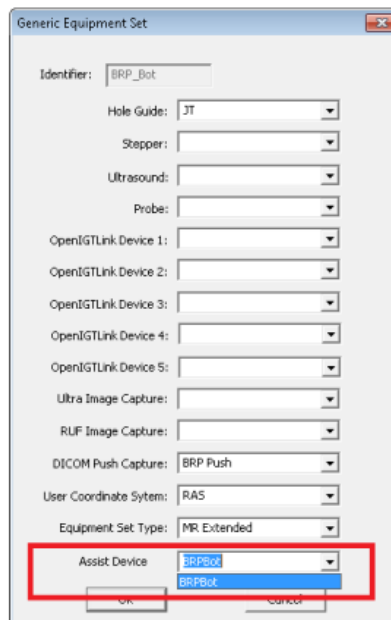 Generic Equipment Set
Identifier: BRP_Bot
Hole Guide: JT
Stepper:
Ultrasound:
Probe:
OpenIGTLink Device 1:
OpenIGTLink Device 2:
OpenIGTLink Device 3:
OpenIGTLink Device 4:
OpenIGTLink Device 5:
Ultra Image Capture:
RUF Image Capture:
DICOM Push Capture: BRP Push
User Coordinate Sytem: RAS
Equipment Set Type: MR Extended
Assist Device BRPBot
BRPBot
OK Cancel